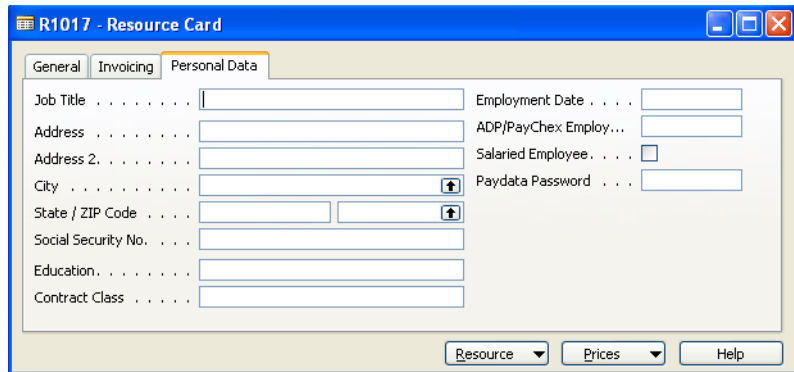 R1017 - Resource Card
General Invoicing Personal Data
Job Title . . . . . . . .
Address . . . . . . . .
Address 2. . . . . . . .
City . . . . . . . . . .
State / ZIP Code . . . .
Social Security No. . . .
Education. . . . . . . .
Contract Class . . . . .
Employment Date . . . .
ADP/PayChex Employ...
Salaried Employee. . . .
Paydata Password . . .
Resource Prices Help